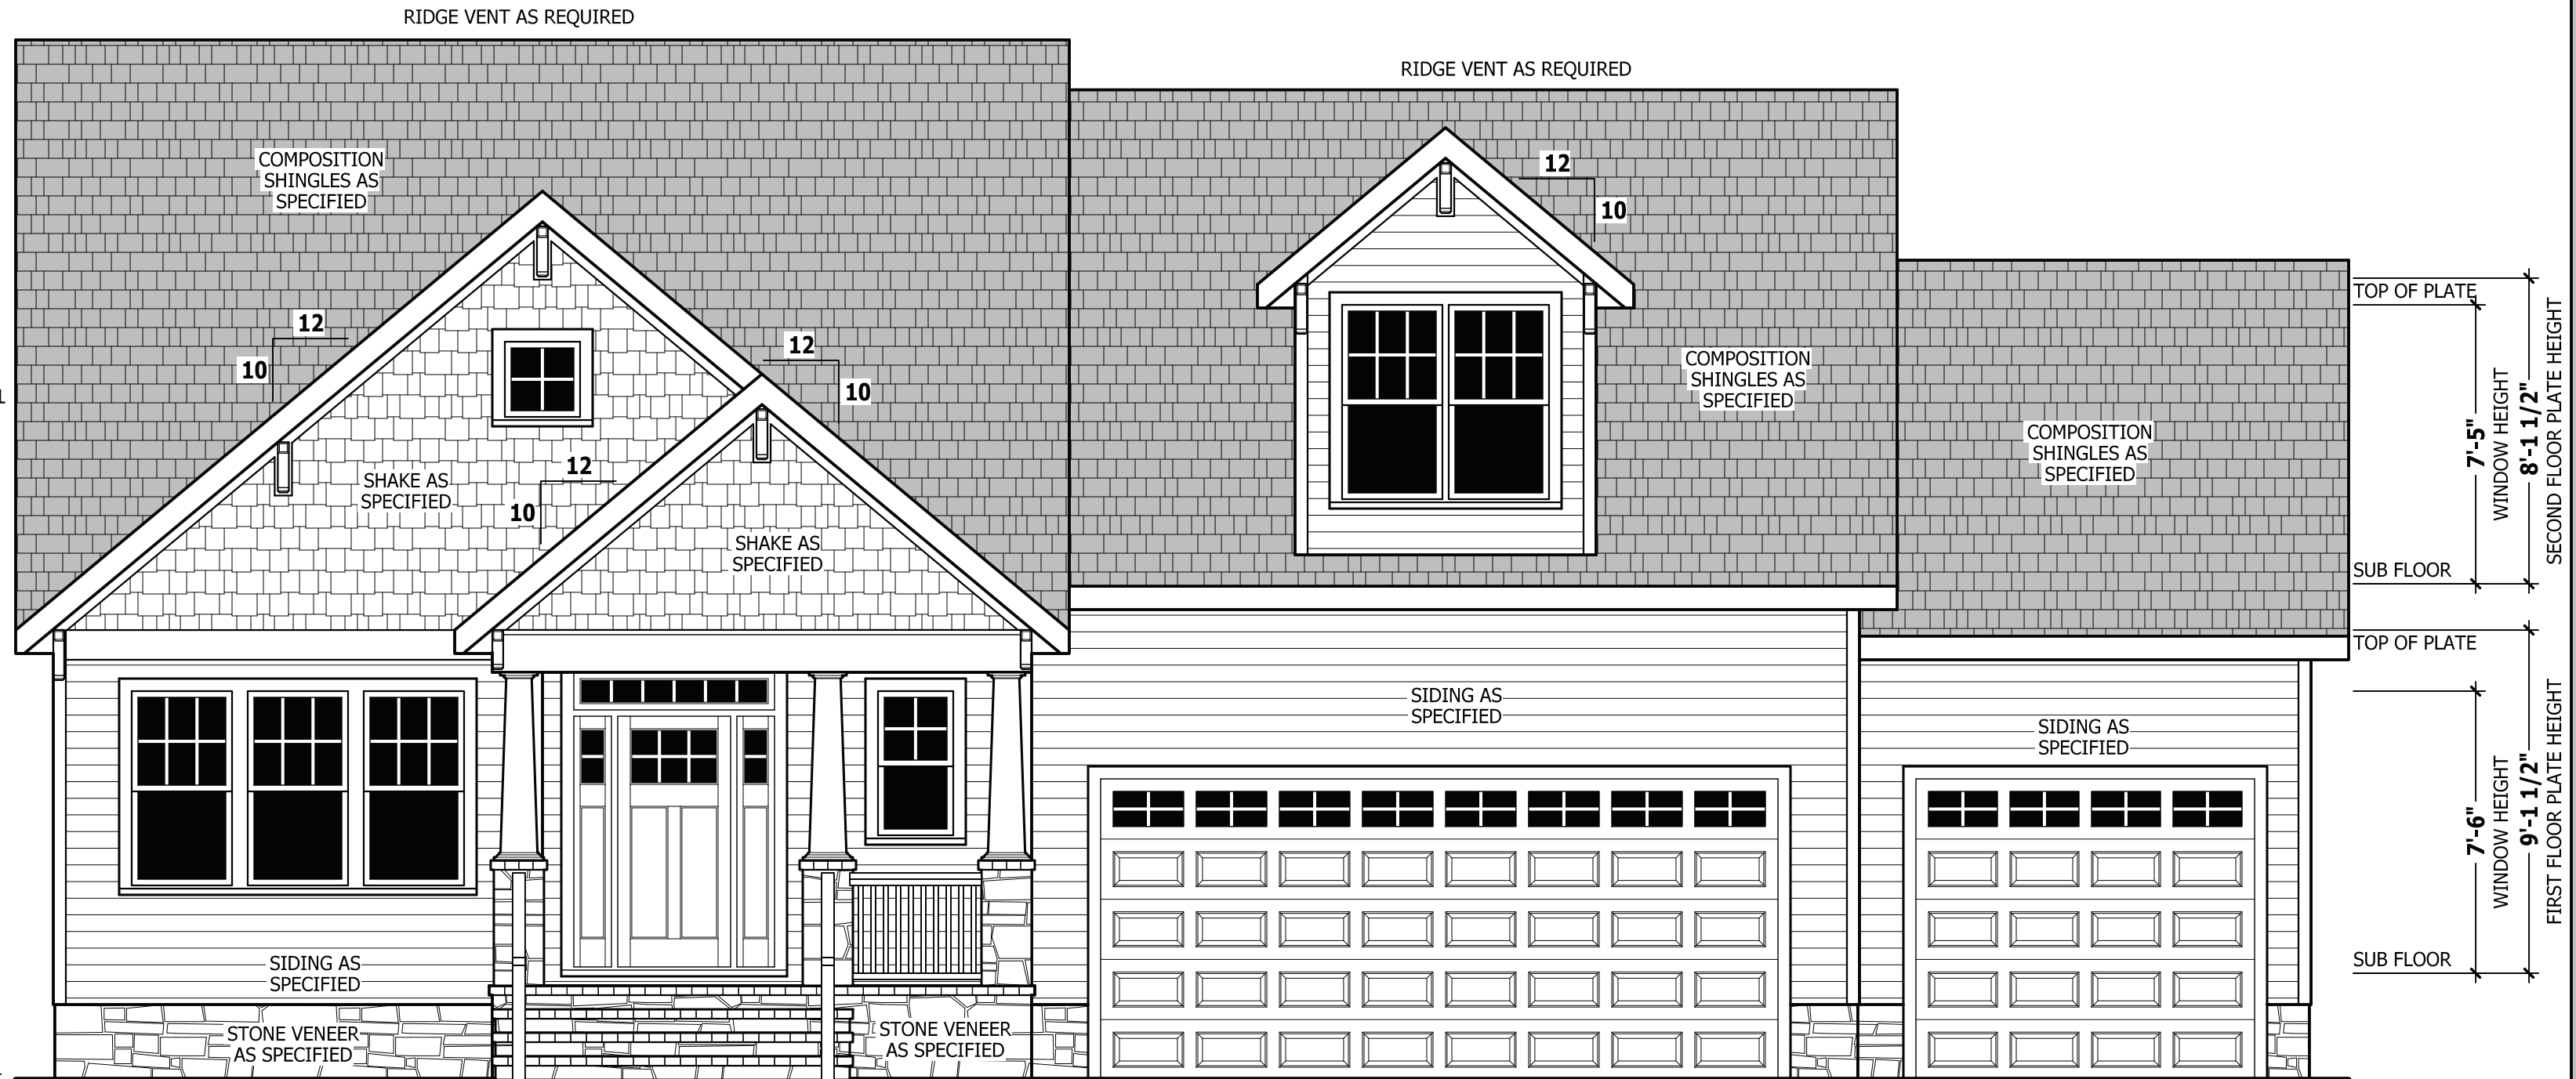 RIDGE VENT AS REQUIRED
RIDGE VENT AS REQUIRED
COMPOSITION
SHINGLES AS
SPECIFIED
12
10
12
10
12
10
12
10
SHAKE AS
SPECIFIED
SHAKE AS
SPECIFIED
COMPOSITION
SHINGLES AS
SPECIFIED
COMPOSITION
SHINGLES AS
SPECIFIED
TOP OF PLATE
7'-5"
WINDOW HEIGHT
8'-1 1/2"
SECOND FLOOR PLATE HEIGHT
SUB FLOOR
TOP OF PLATE
SIDING AS
SPECIFIED
SIDING AS
SPECIFIED
7'-6"
WINDOW HEIGHT
9'-1 1/2"
FIRST FLOOR PLATE HEIGHT
SUB FLOOR
SIDING AS
SPECIFIED
STONE VENEER
AS SPECIFIED
STONE VENEER
AS SPECIFIED